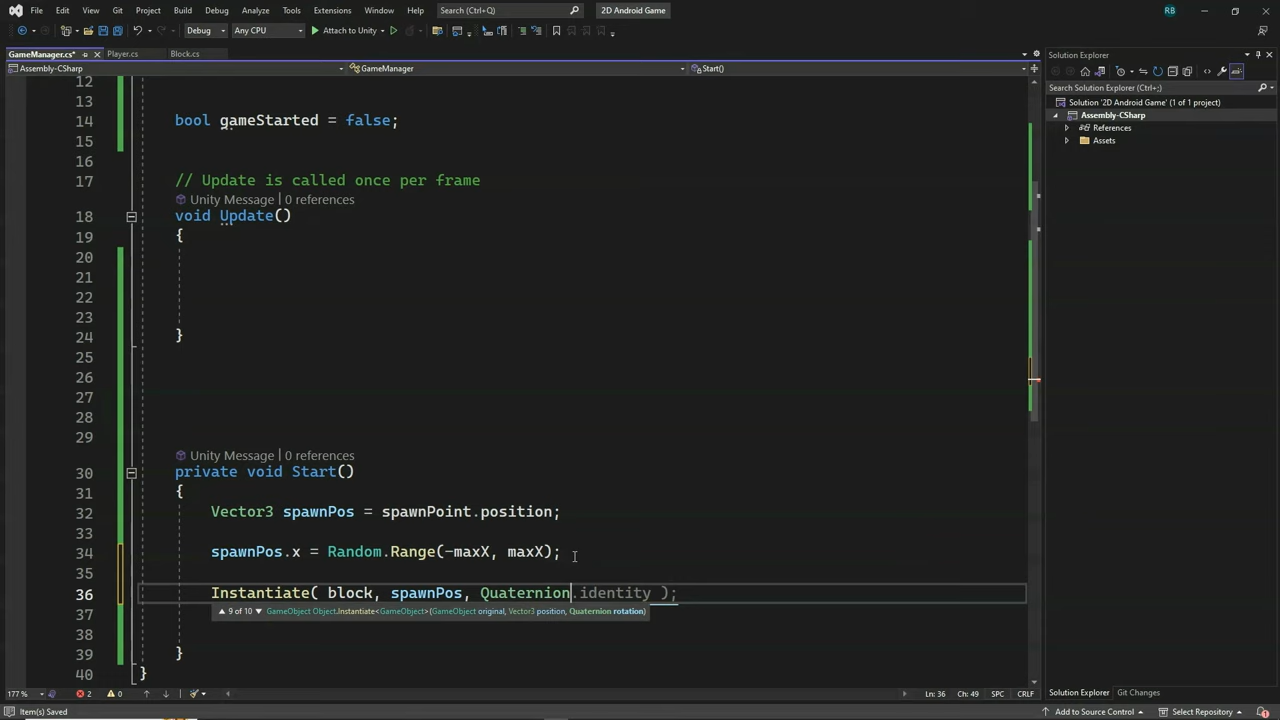 File Edit View Git Project Build Debug Analyze Tools Extensions Window Help Search (Ctrl+Q) 2D Android Game RB
Debug Any CPU Attach to Unity
GameManager.cs* Player.cs Block.cs Solution Explorer
Assembly-CSharp GameManager Start()
12
13
14 bool gameStarted = false;
15
16
17 // Update is called once per frame
Unity Message | 0 references
18 void Update()
19 {
20
21
22
23
24 }
25
26
27
28
29
Unity Message | 0 references
30 private void Start()
31 {
32 Vector3 spawnPos = spawnPoint.position;
33
34 spawnPos.x = Random.Range(-maxX, maxX);
35
36 Instantiate( block, spawnPos, Quaternion.identity );
9 of 10 GameObject Object.Instantiate<GameObject>(GameObject original, Vector3 position, Quaternion rotation)
37
38
39 }
40 }
Search Solution Explorer (Ctrl+;)
Solution '2D Android Game' (1 of 1 project)
Assembly-CSharp
References
Assets
177 % 2 0 Ln: 36 Ch: 49 SPC CRLF
Solution Explorer Git Changes
Item(s) Saved Add to Source Control Select Repository